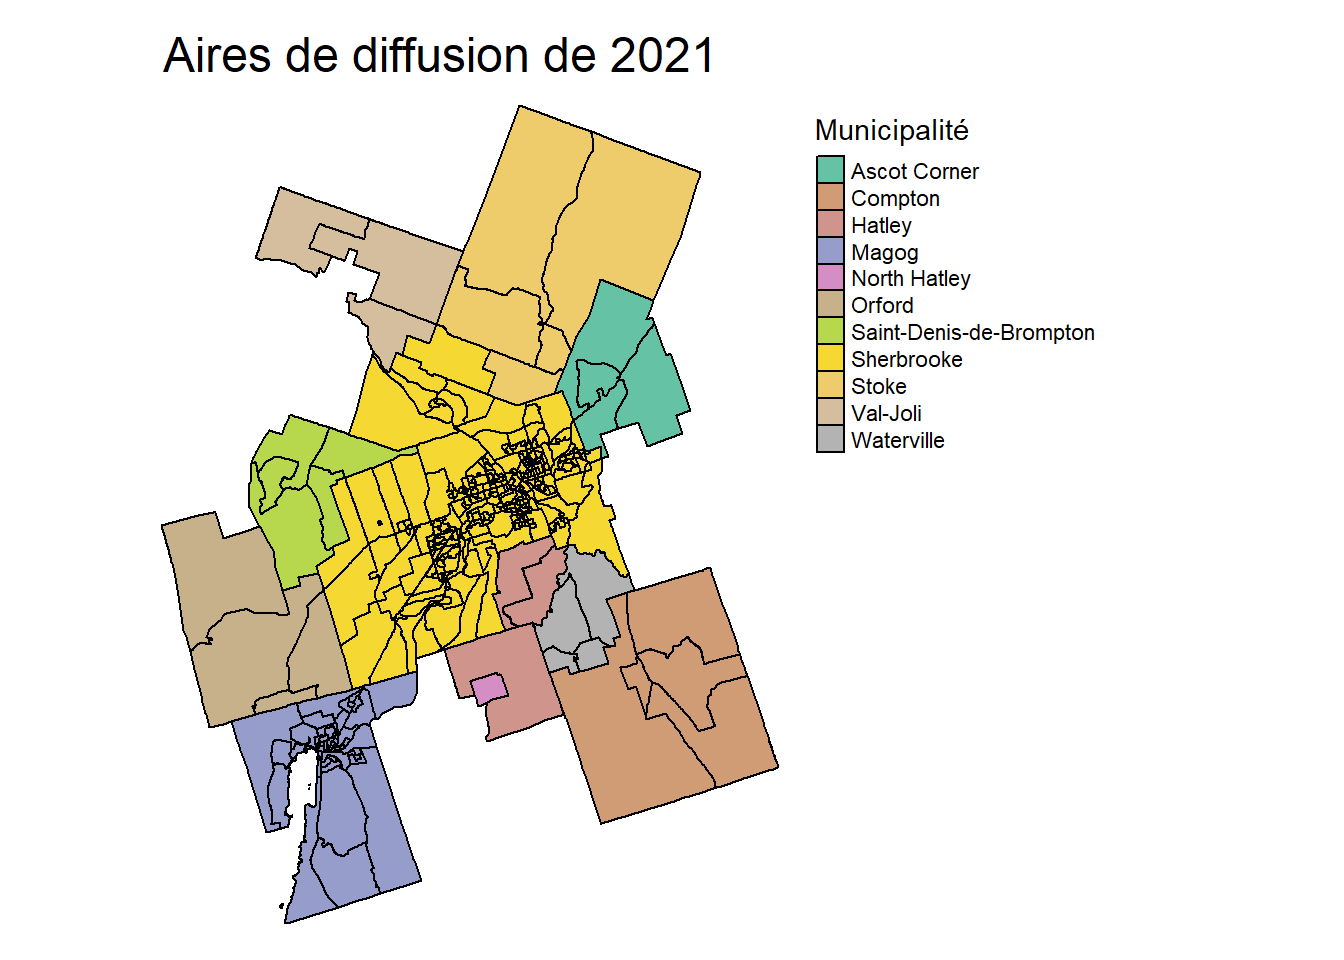 Aires de diffusion de 2021
Municipalité
Ascot Corner
Compton
Hatley
Magog
North Hatley
Orford
Saint-Denis-de-Brompton
Sherbrooke
Stoke
Val-Joli
Waterville